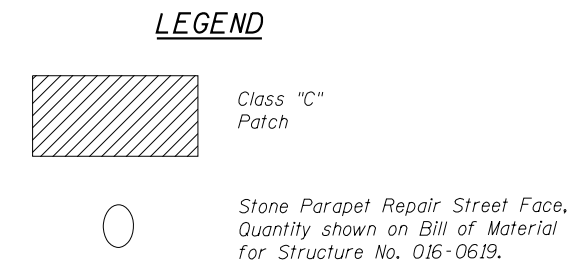 LEGEND
Class "C"
Patch
Stone Parapet Repair Street Face,
Quantity shown on Bill of Material
for Structure No. 016-0619.